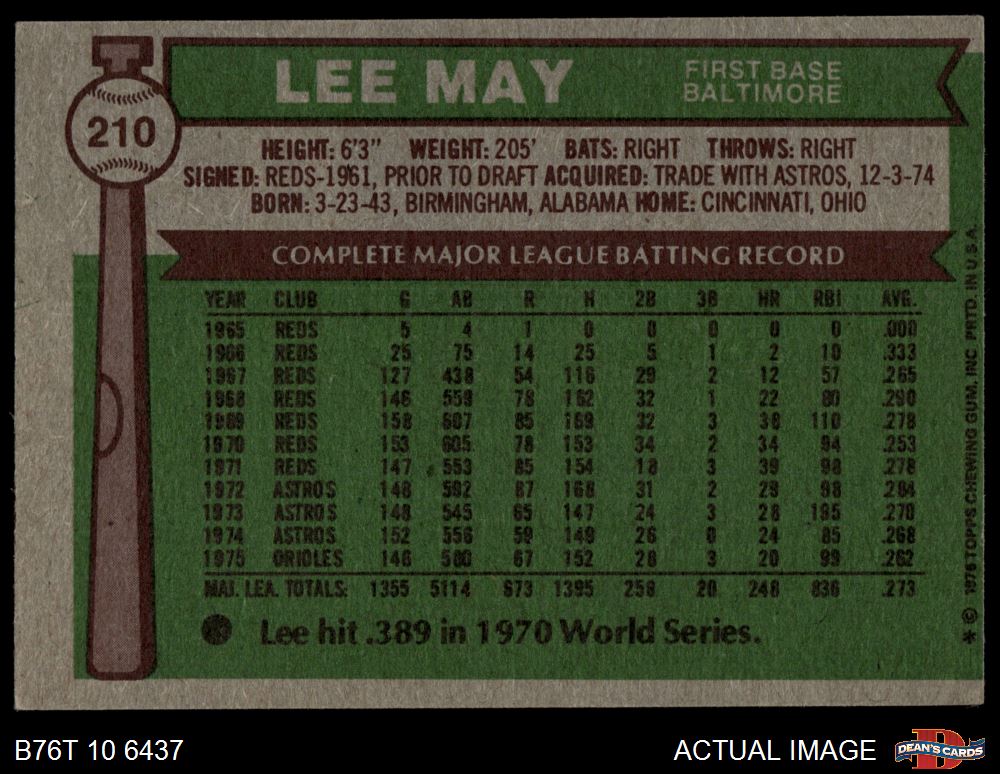 210
LEE MAY
FIRST BASE
BALTIMORE
HEIGHT: 6'3" WEIGHT: 205' BATS: RIGHT THROWS: RIGHT
SIGNED: REDS-1961, PRIOR TO DRAFT ACQUIRED: TRADE WITH ASTROS, 12-3-74
BORN: 3-23-43, BIRMINGHAM, ALABAMA HOME: CINCINNATI, OHIO
COMPLETE MAJOR LEAGUE BATTING RECORD
YEAR CLUB G AB R H 2B 3B HR RBI AVG.
1965 REDS 5 4 1 0 0 0 0 0 .000
1966 REDS 25 75 14 25 5 1 2 10 .333
1967 REDS 127 438 54 116 29 2 12 57 .265
1968 REDS 146 559 78 162 32 1 22 80 .290
1969 REDS 158 607 85 169 32 3 38 110 .278
1970 REDS 153 605 78 153 34 2 34 94 .253
1971 REDS 147 553 85 154 18 3 39 98 .278
1972 ASTROS 148 592 87 168 31 2 29 98 .284
1973 ASTROS 148 545 65 147 24 3 28 105 .270
1974 ASTROS 152 556 59 149 26 0 24 85 .268
1975 ORIOLES 146 580 67 152 28 3 20 99 .262
MAJ. LEA. TOTALS: 1355 5114 673 1395 259 20 248 836 .273
Lee hit .389 in 1970 World Series.
* © 1976 TOPPS CHEWING GUM, INC PRTD. IN U.S.A.
B76T 10 6437
ACTUAL IMAGE
DEAN'S CARDS